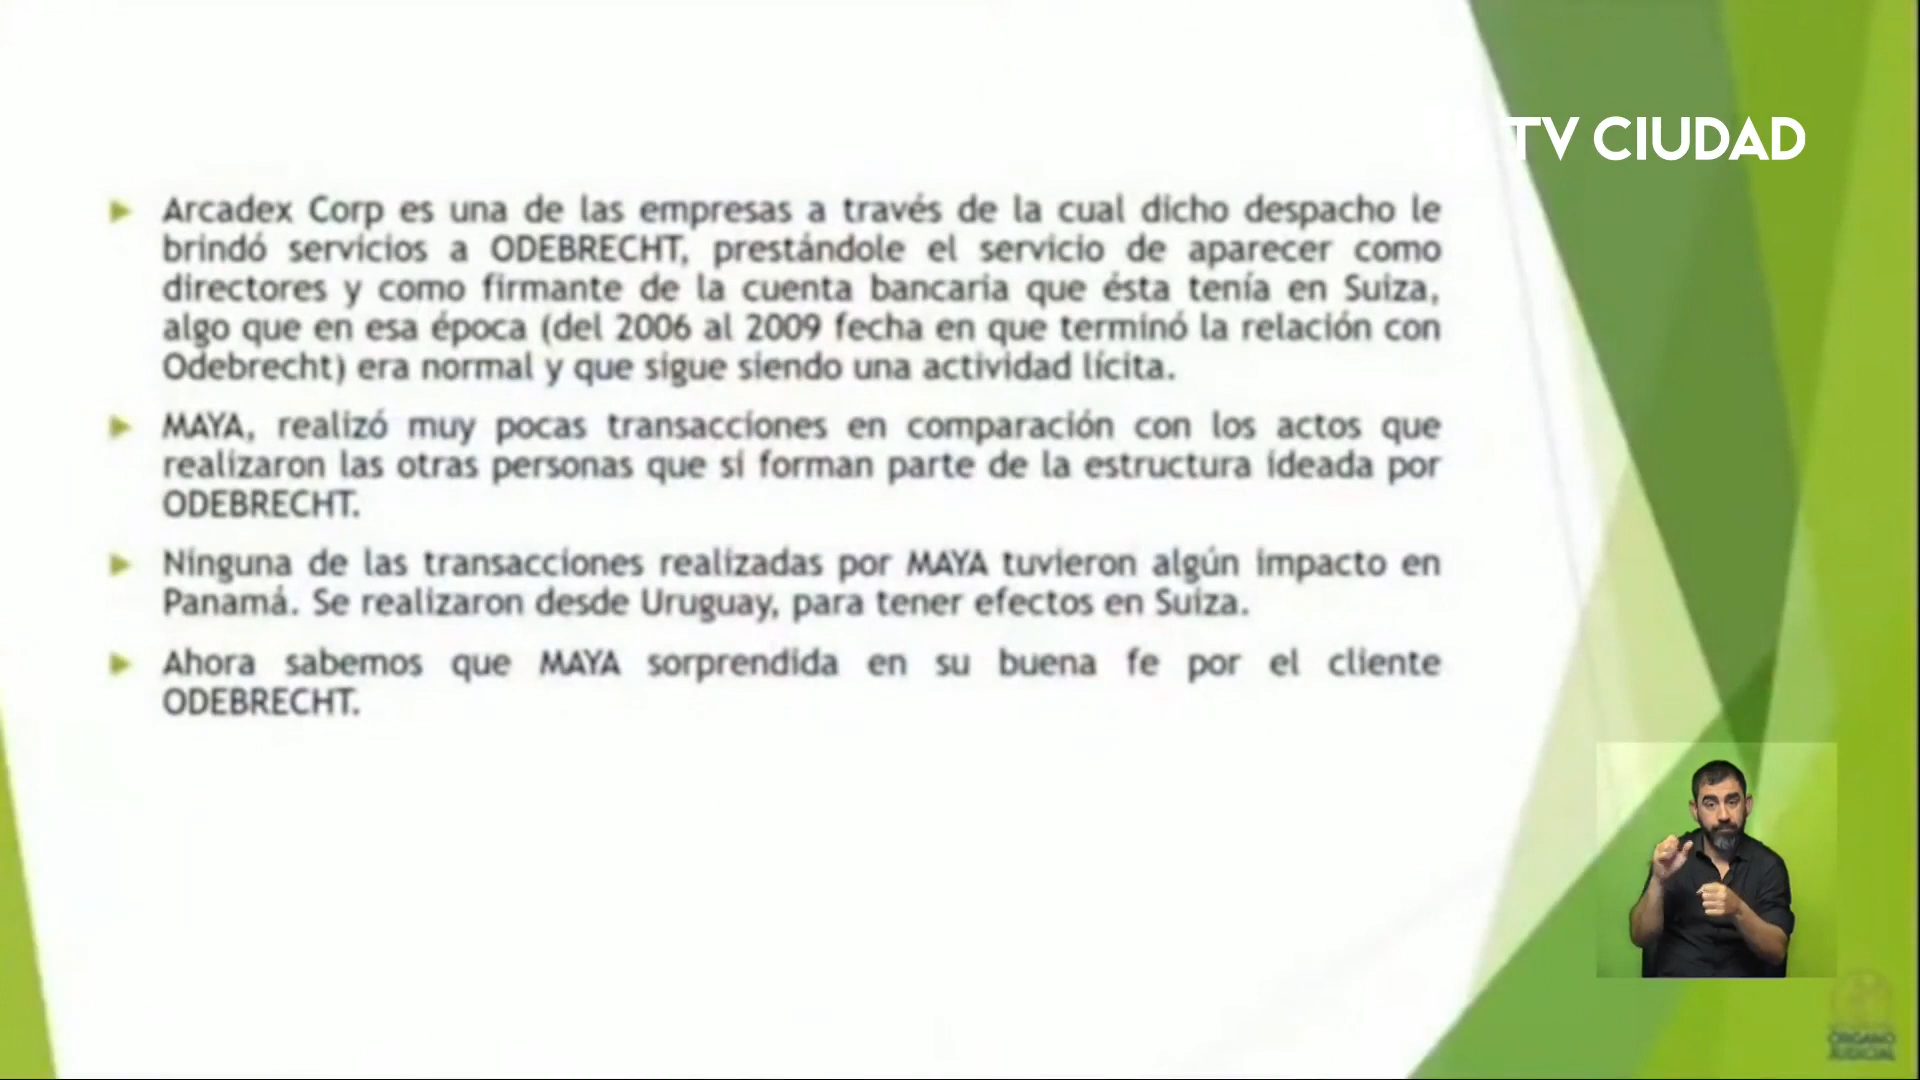 TV CIUDAD
Arcadex Corp es una de las empresas a través de la cual dicho despacho le
brindó servicios a ODEBRECHT, prestándole el servicio de aparecer como
directores y como firmante de la cuenta bancaria que ésta tenía en Suiza,
algo que en esa época (del 2006 al 2009 fecha en que terminó la relación con
Odebrecht) era normal y que sigue siendo una actividad lícita.
MAYA, realizó muy pocas transacciones en comparación con los actos que
realizaron las otras personas que sí forman parte de la estructura ideada por
ODEBRECHT.
Ninguna de las transacciones realizadas por MAYA tuvieron algún impacto en
Panamá. Se realizaron desde Uruguay, para tener efectos en Suiza.
Ahora sabemos que MAYA sorprendida en su buena fe por el cliente
ODEBRECHT.
ÓRGANO
JUDICIAL